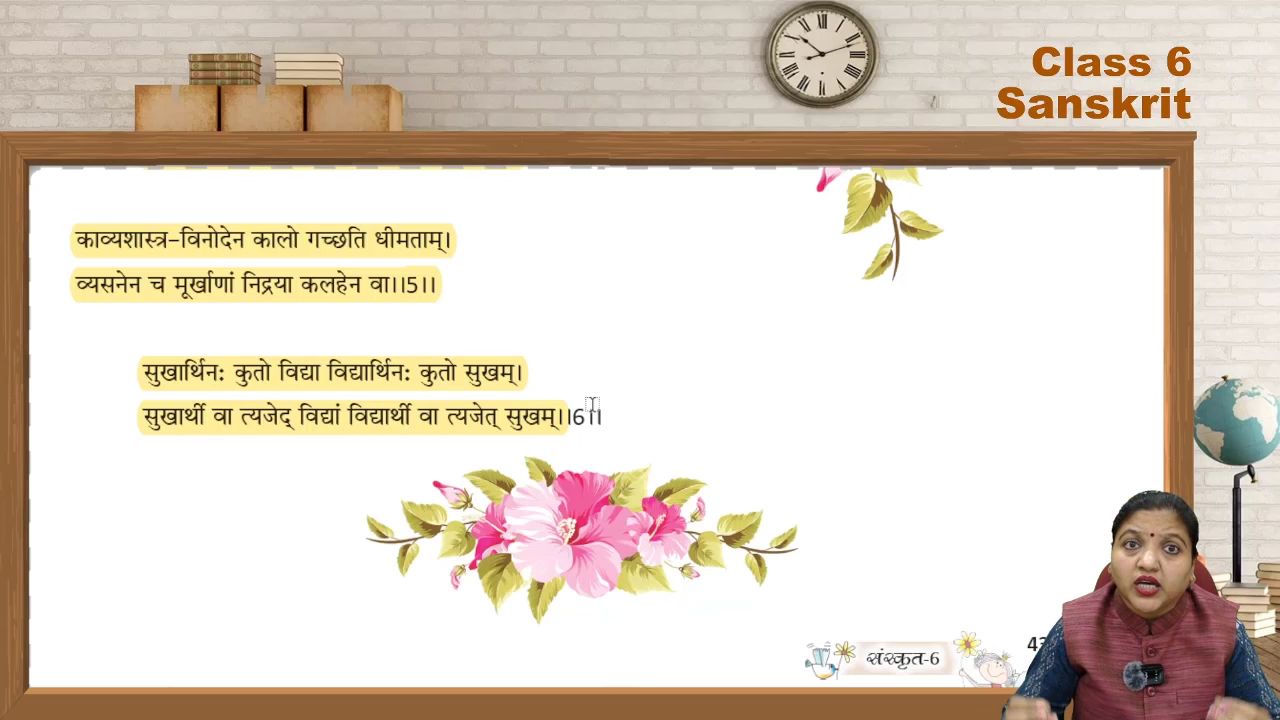 Class 6
Sanskrit
काव्यशास्त्र-विनोदेन कालो गच्छति धीमताम्।
व्यसनेन च मूर्खाणां निद्रया कलहेन वा।।5।।
सुखार्थिनः कुतो विद्या विद्यार्थिनः कुतो सुखम्।
सुखार्थी वा त्यजेद् विद्यां विद्यार्थी वा त्यजेत् सुखम्।।6।।
संस्कृत-6